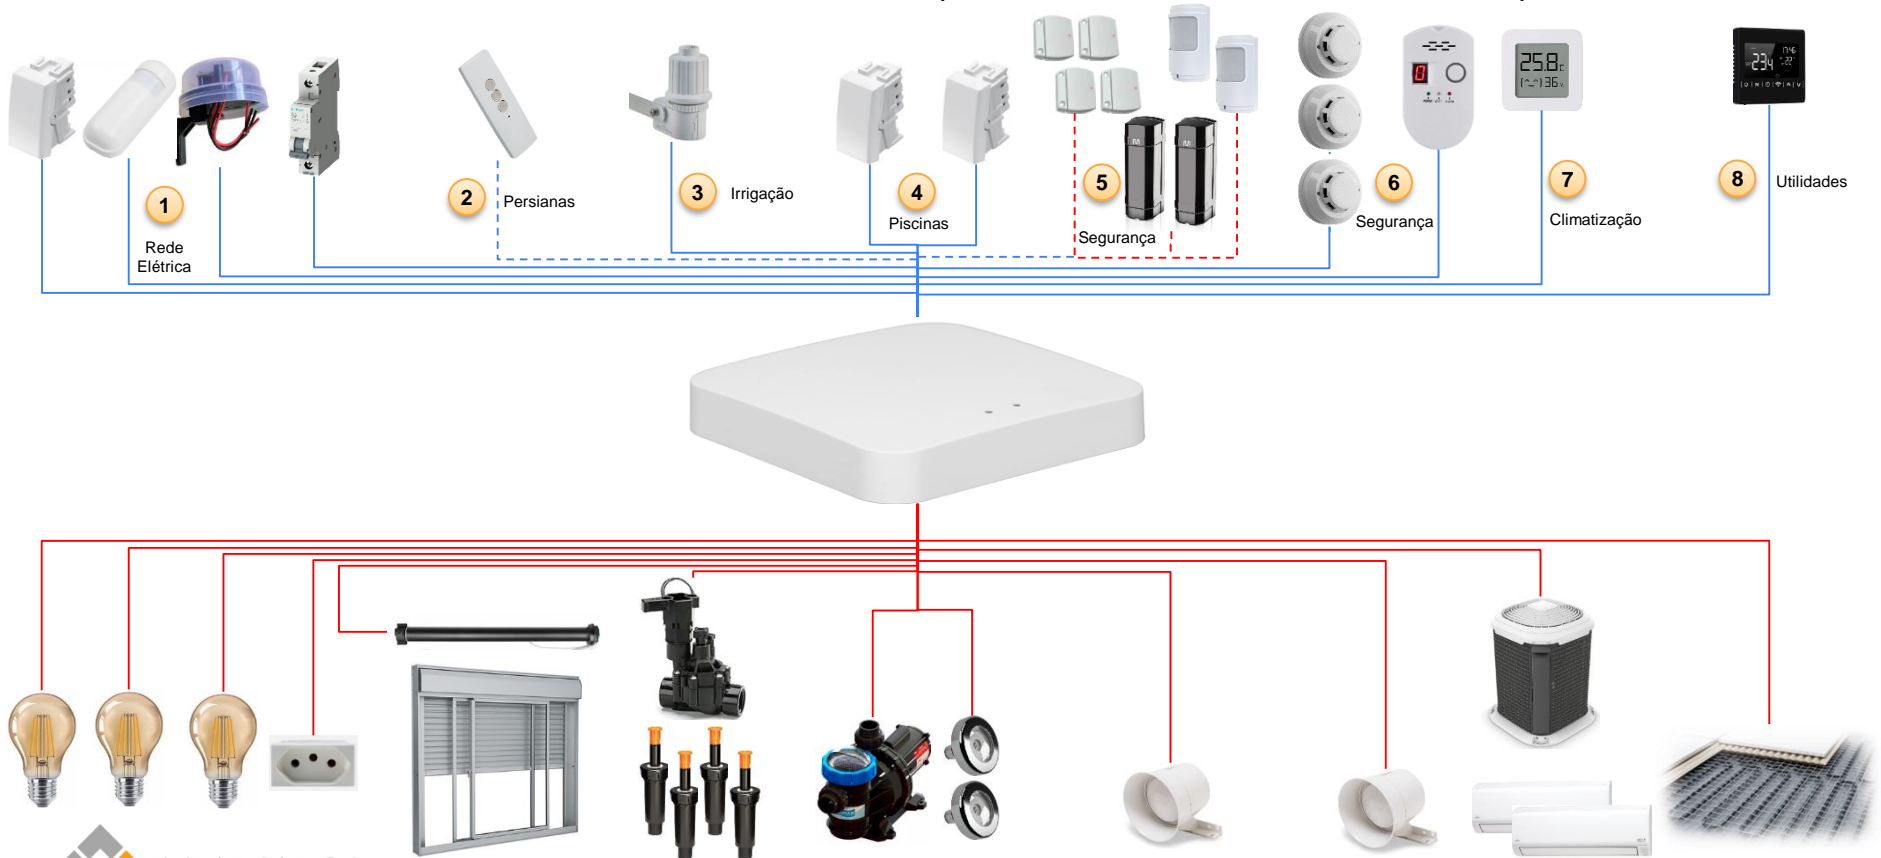 1
Rede
Elétrica
2
Persianas
3
Irrigação
4
Piscinas
5
Segurança
6
Segurança
7
Climatização
8
Utilidades
25.8
36